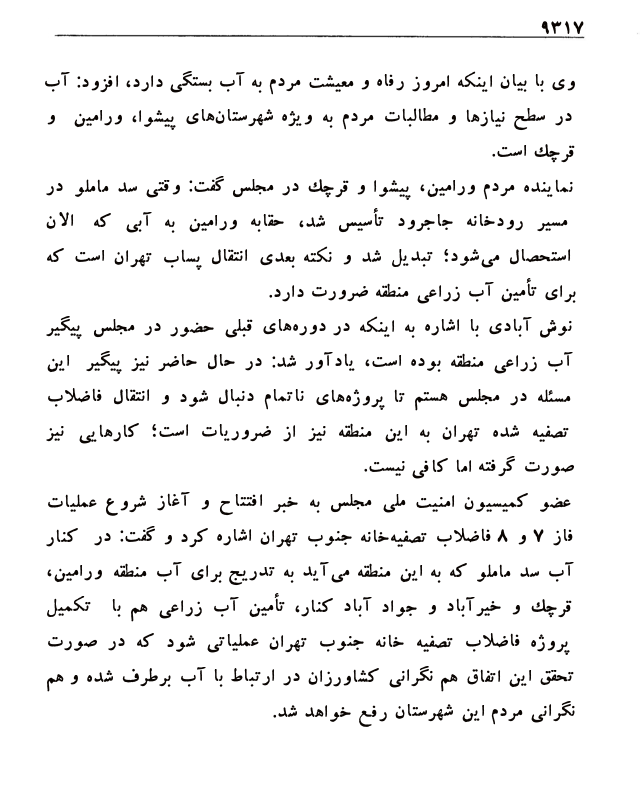 ۹۳۱۷
وی با بیان اینکه امروز رفاه و معیشت مردم به آب بستگی دارد، افزود: آب
در سطح نیازها و مطالبات مردم به ویژه شهرستان‌های پیشوا، ورامین و
قرچك است.
نماینده مردم ورامین، پیشوا و قرچك در مجلس گفت: وقتی سد ماملو در
مسیر رودخانه جاجرود تأسیس شد، حقابه ورامین به آبی که الان
استحصال می‌شود؛ تبدیل شد و نکته بعدی انتقال پساب تهران است که
برای تأمین آب زراعی منطقه ضرورت دارد.
نوش آبادی با اشاره به اینکه در دوره‌های قبلی حضور در مجلس پیگیر
آب زراعی منطقه بوده است، یادآور شد: در حال حاضر نیز پیگیر این
مسئله در مجلس هستم تا پروژه‌های ناتمام دنبال شود و انتقال فاضلاب
تصفیه شده تهران به این منطقه نیز از ضروریات است؛ کارهایی نیز
صورت گرفته اما کافی نیست.
عضو کمیسیون امنیت ملی مجلس به خبر افتتاح و آغاز شروع عملیات
فاز ۷ و ۸ فاضلاب تصفیه‌خانه جنوب تهران اشاره کرد و گفت: در کنار
آب سد ماملو که به این منطقه می‌آید به تدریج برای آب منطقه ورامین،
قرچك و خیرآباد و جواد آباد کنار، تأمین آب زراعی هم با تکمیل
پروژه فاضلاب تصفیه خانه جنوب تهران عملیاتی شود که در صورت
تحقق این اتفاق هم نگرانی کشاورزان در ارتباط با آب برطرف شده و هم
نگرانی مردم این شهرستان رفع خواهد شد.